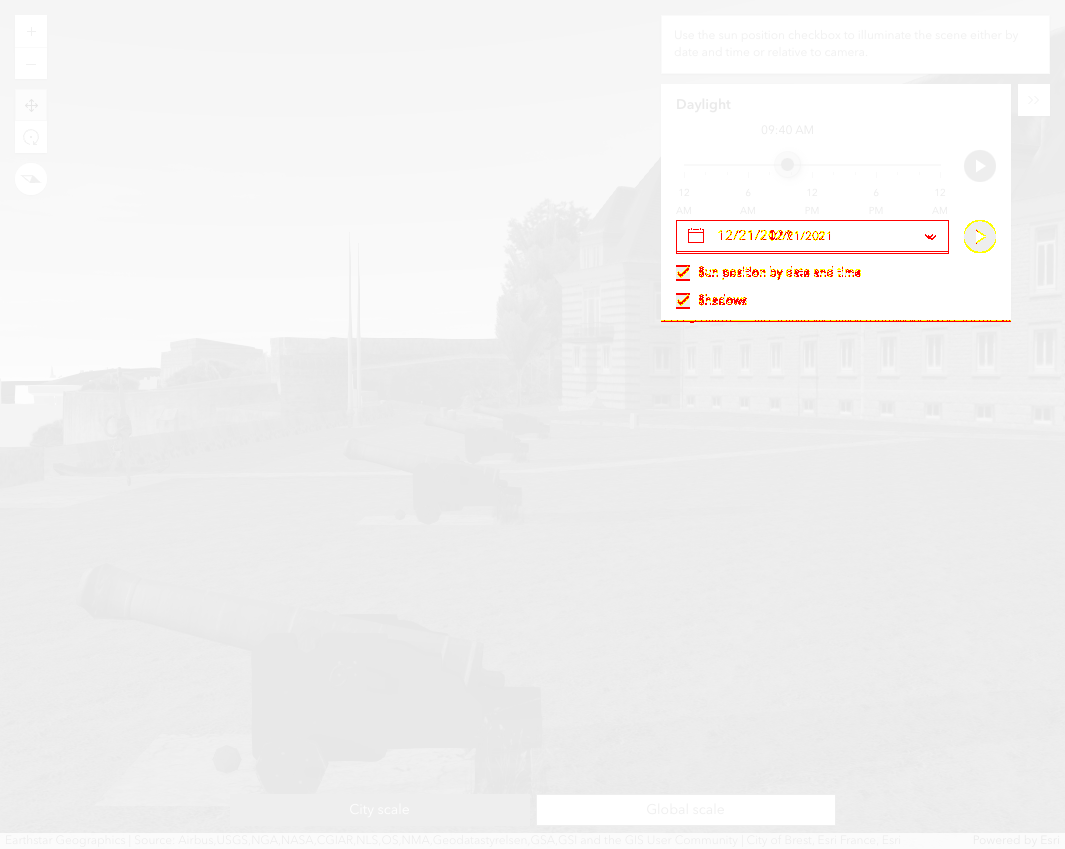 Use the sun position checkbox to illuminate the scene either by
date and time or relative to camera.
Daylight
09:40 AM
12 6 12 6 12
AM AM PM PM AM
12/21/2021
Sun position by date and time
Shadows
City scale Global scale
Earthstar Geographics | Source: Airbus,USGS,NGA,NASA,CGIAR,NLS,OS,NMA,Geodatastyrelsen,GSA,GSI and the GIS User Community | City of Brest, Esri France, Esri Powered by Esri